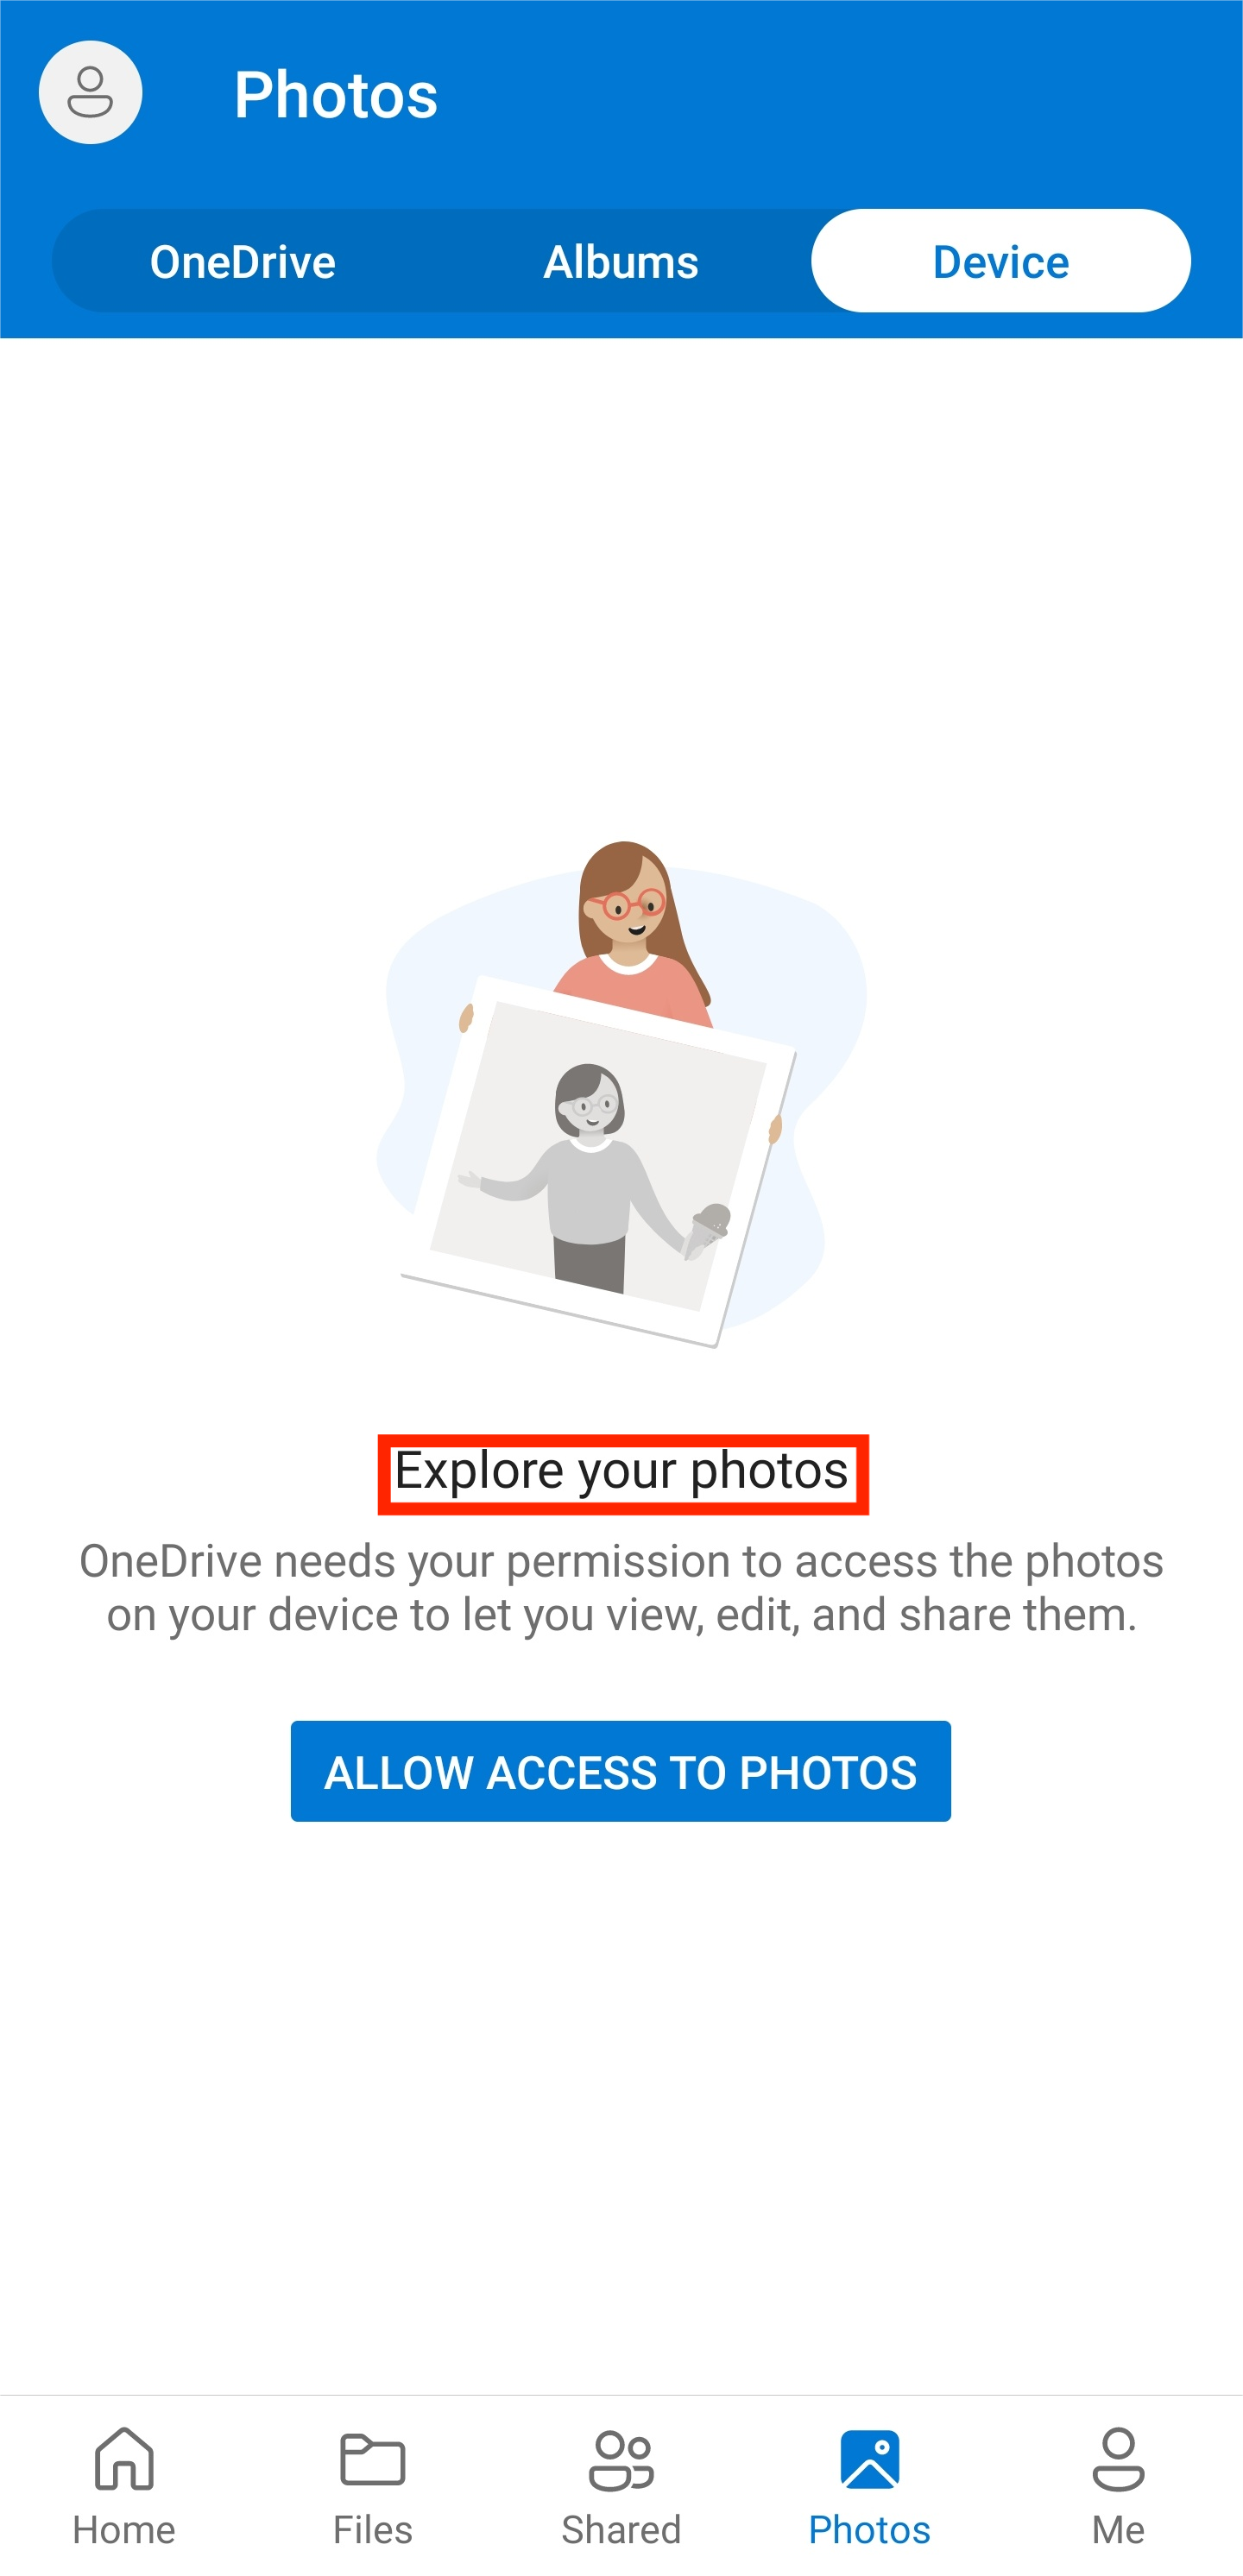 Photos
OneDrive
Albums
Device
Explore your photos
OneDrive needs your permission to access the photos
on your device to let you view, edit, and share them.
ALLOW ACCESS TO PHOTOS
Home
Files
Shared
Photos
Me